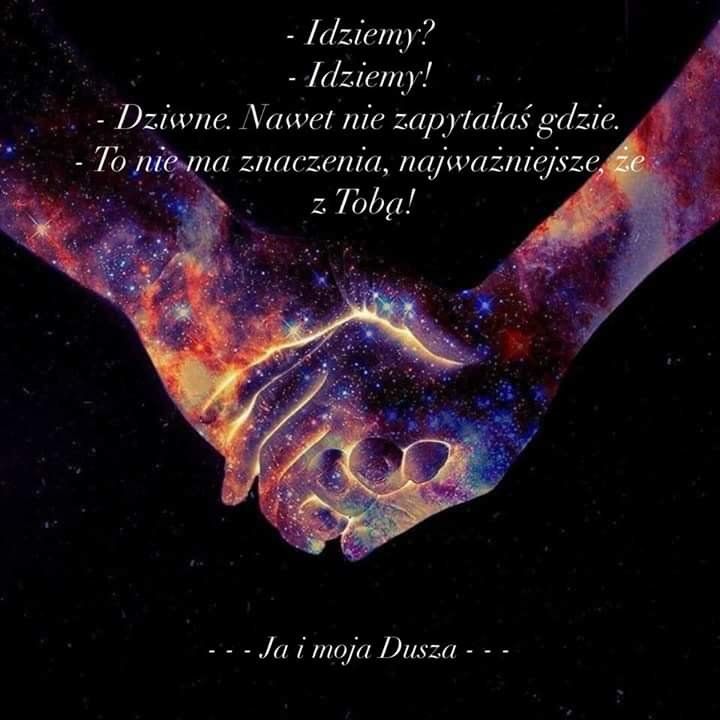 - Idziemy?
- Idziemy!
- Dziwne. Nawet nie zapytałaś gdzie.
- To nie ma znaczenia, najważniejsze, że
z Tobą!
- - - Ja i moja Dusza - - -